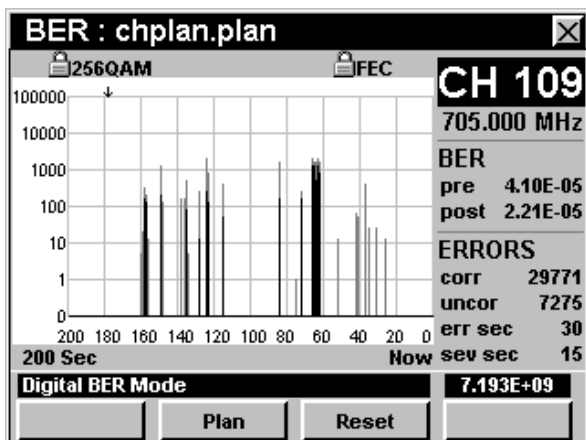 BER : chplan.plan
256QAM FEC
CH 109
705.000 MHz
100000
10000
1000
100
10
1
0
200 180 160 140 120 100 80 60 40 20 0
200 Sec Now
BER
pre 4.10E-05
post 2.21E-05
ERRORS
corr 29771
uncor 7275
err sec 30
sev sec 15
Digital BER Mode 7.193E+09
Plan Reset